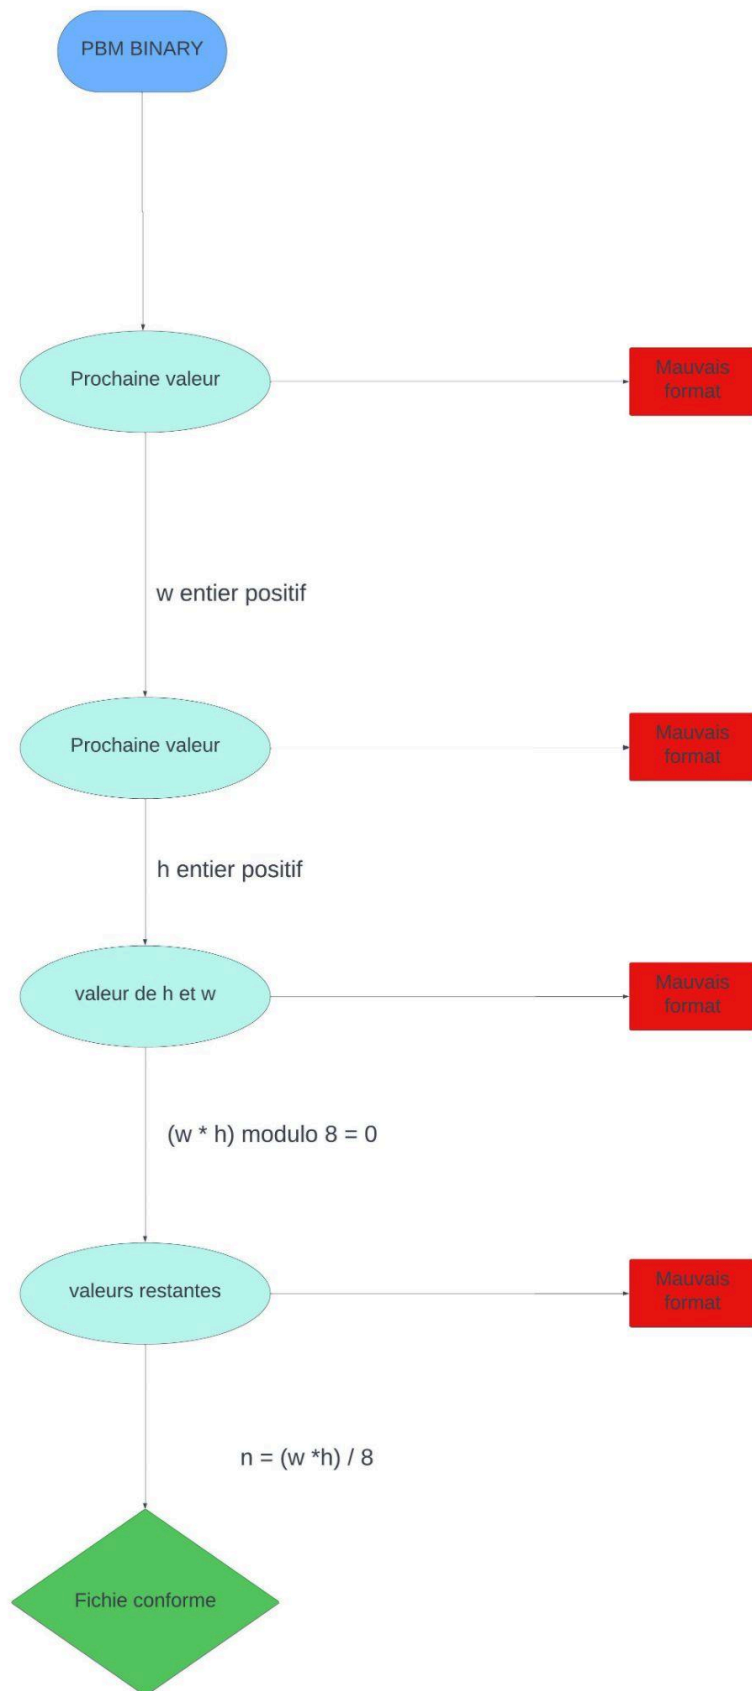 PBM BINARY
Prochaine valeur
Mauvais
format
w entier positif
Prochaine valeur
Mauvais
format
h entier positif
valeur de h et w
Mauvais
format
(w * h) modulo 8 = 0
valeurs restantes
Mauvais
format
n = (w *h) / 8
Fichie conforme